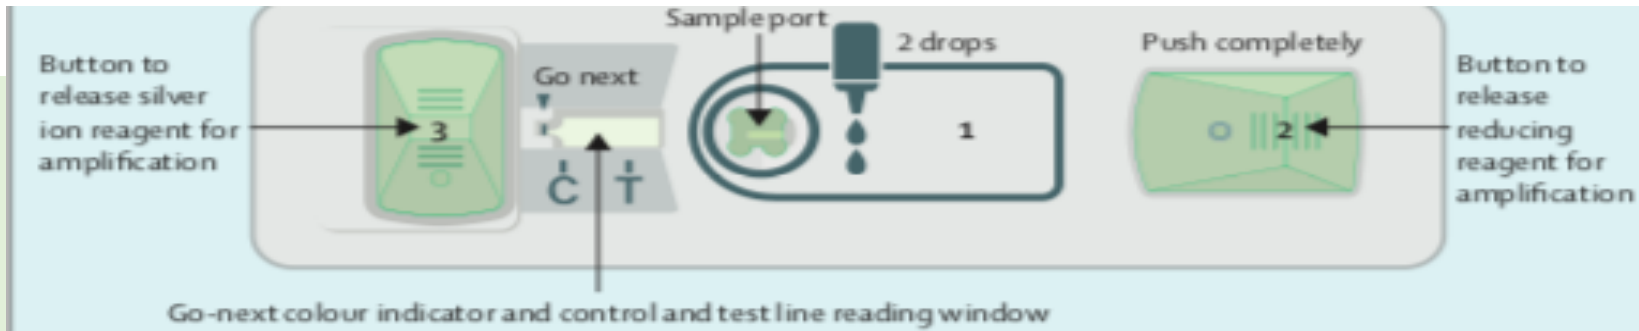 Sample port
2 drops
Push completely
Button to
release silver
ion reagent for
amplification
3
Go next
C T
1
2
Button to
release
reducing
reagent for
amplification
Go-next colour indicator and control and test line reading window